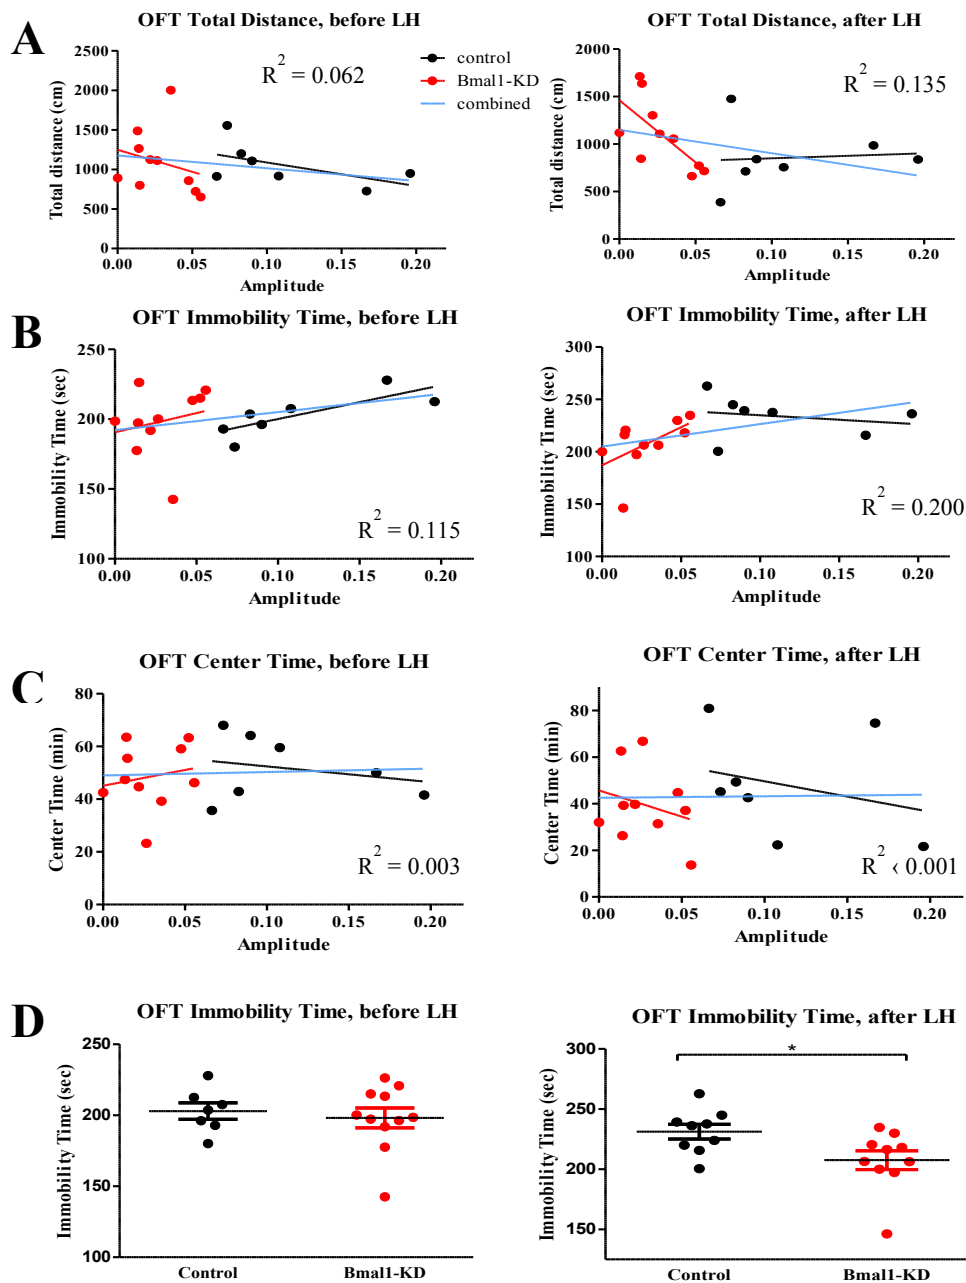 A
OFT Total Distance, before LH
2500
2000
1500
1000
500
0
Total distance (cm)
0.00 0.05 0.10 0.15 0.20
Amplitude
R2 = 0.062
control
Bmal1-KD
combined
OFT Total Distance, after LH
2000
1500
1000
500
0
Total distance (cm)
0.00 0.05 0.10 0.15 0.20
Amplitude
R2 = 0.135
B
OFT Immobility Time, before LH
250
200
150
100
Immobility Time (sec)
0.00 0.05 0.10 0.15 0.20
Amplitude
R2 = 0.115
OFT Immobility Time, after LH
300
250
200
150
100
Immobility Time (sec)
0.00 0.05 0.10 0.15 0.20
Amplitude
R2 = 0.200
C
OFT Center Time, before LH
80
60
40
20
0
Center Time (min)
0.00 0.05 0.10 0.15 0.20
Amplitude
R2 = 0.003
OFT Center Time, after LH
80
60
40
20
0
Center Time (min)
0.00 0.05 0.10 0.15 0.20
Amplitude
R2 < 0.001
D
OFT Immobility Time, before LH
250
200
150
100
Immobility Time (sec)
Control Bmal1-KD
OFT Immobility Time, after LH
*
300
250
200
150
Immobility Time (sec)
Control Bmal1-KD